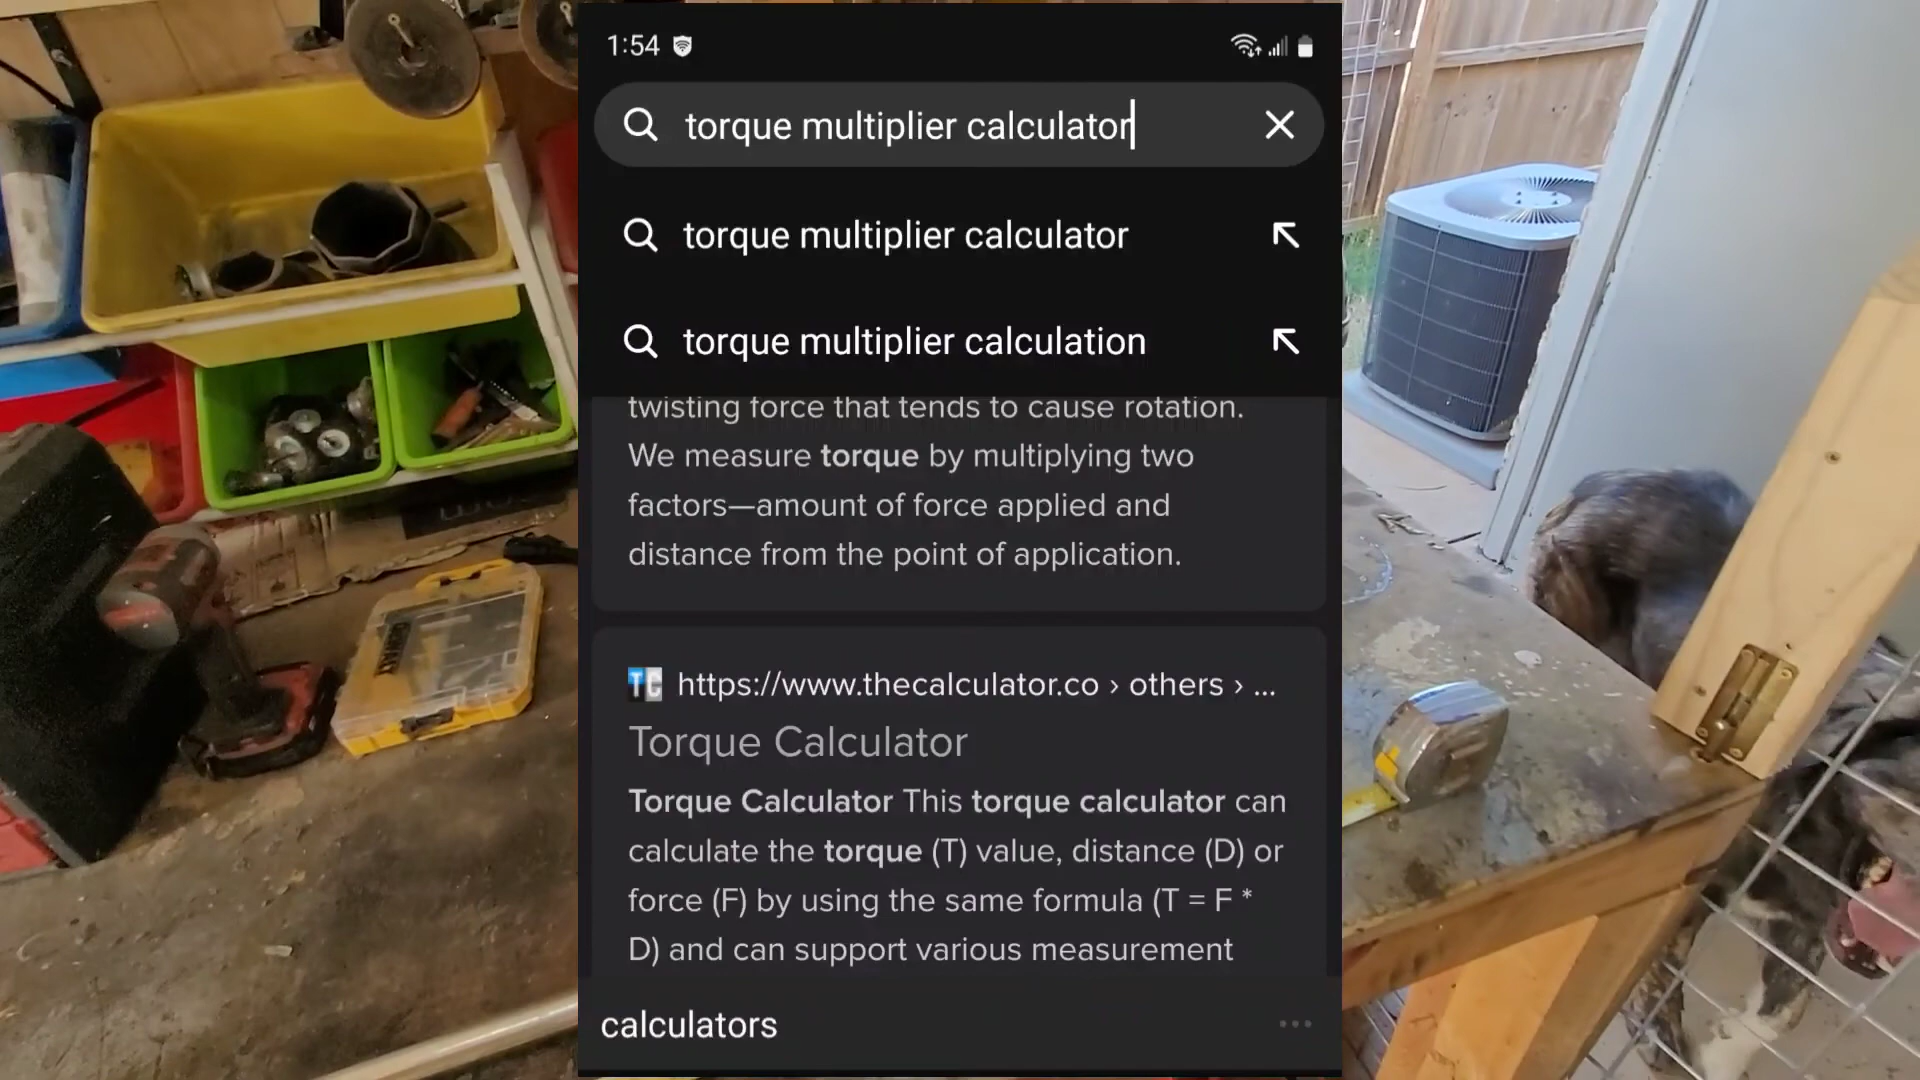 1:54
torque multiplier calculator
torque multiplier calculator
torque multiplier calculation
twisting force that tends to cause rotation.
We measure torque by multiplying two
factors—amount of force applied and
distance from the point of application.
TC https://www.thecalculator.co › others › ...
Torque Calculator
Torque Calculator This torque calculator can
calculate the torque (T) value, distance (D) or
force (F) by using the same formula (T = F *
D) and can support various measurement
calculators
DEWALT